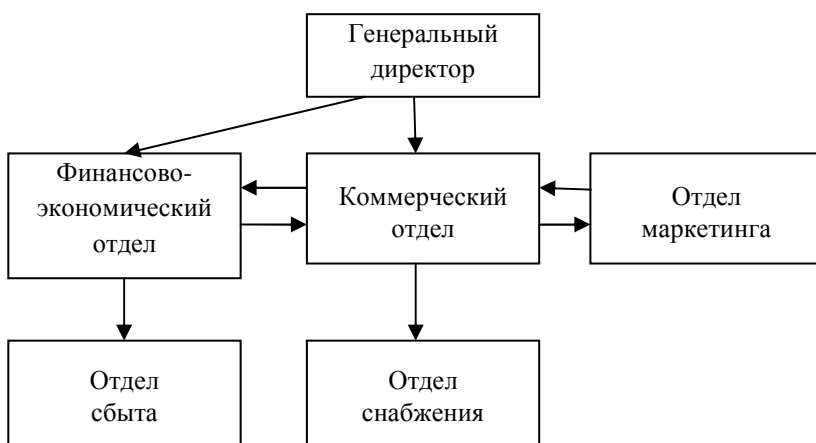 Генеральный
директор
Финансово-
экономический
отдел
Коммерческий
отдел
Отдел
маркетинга
Отдел
сбыта
Отдел
снабжения